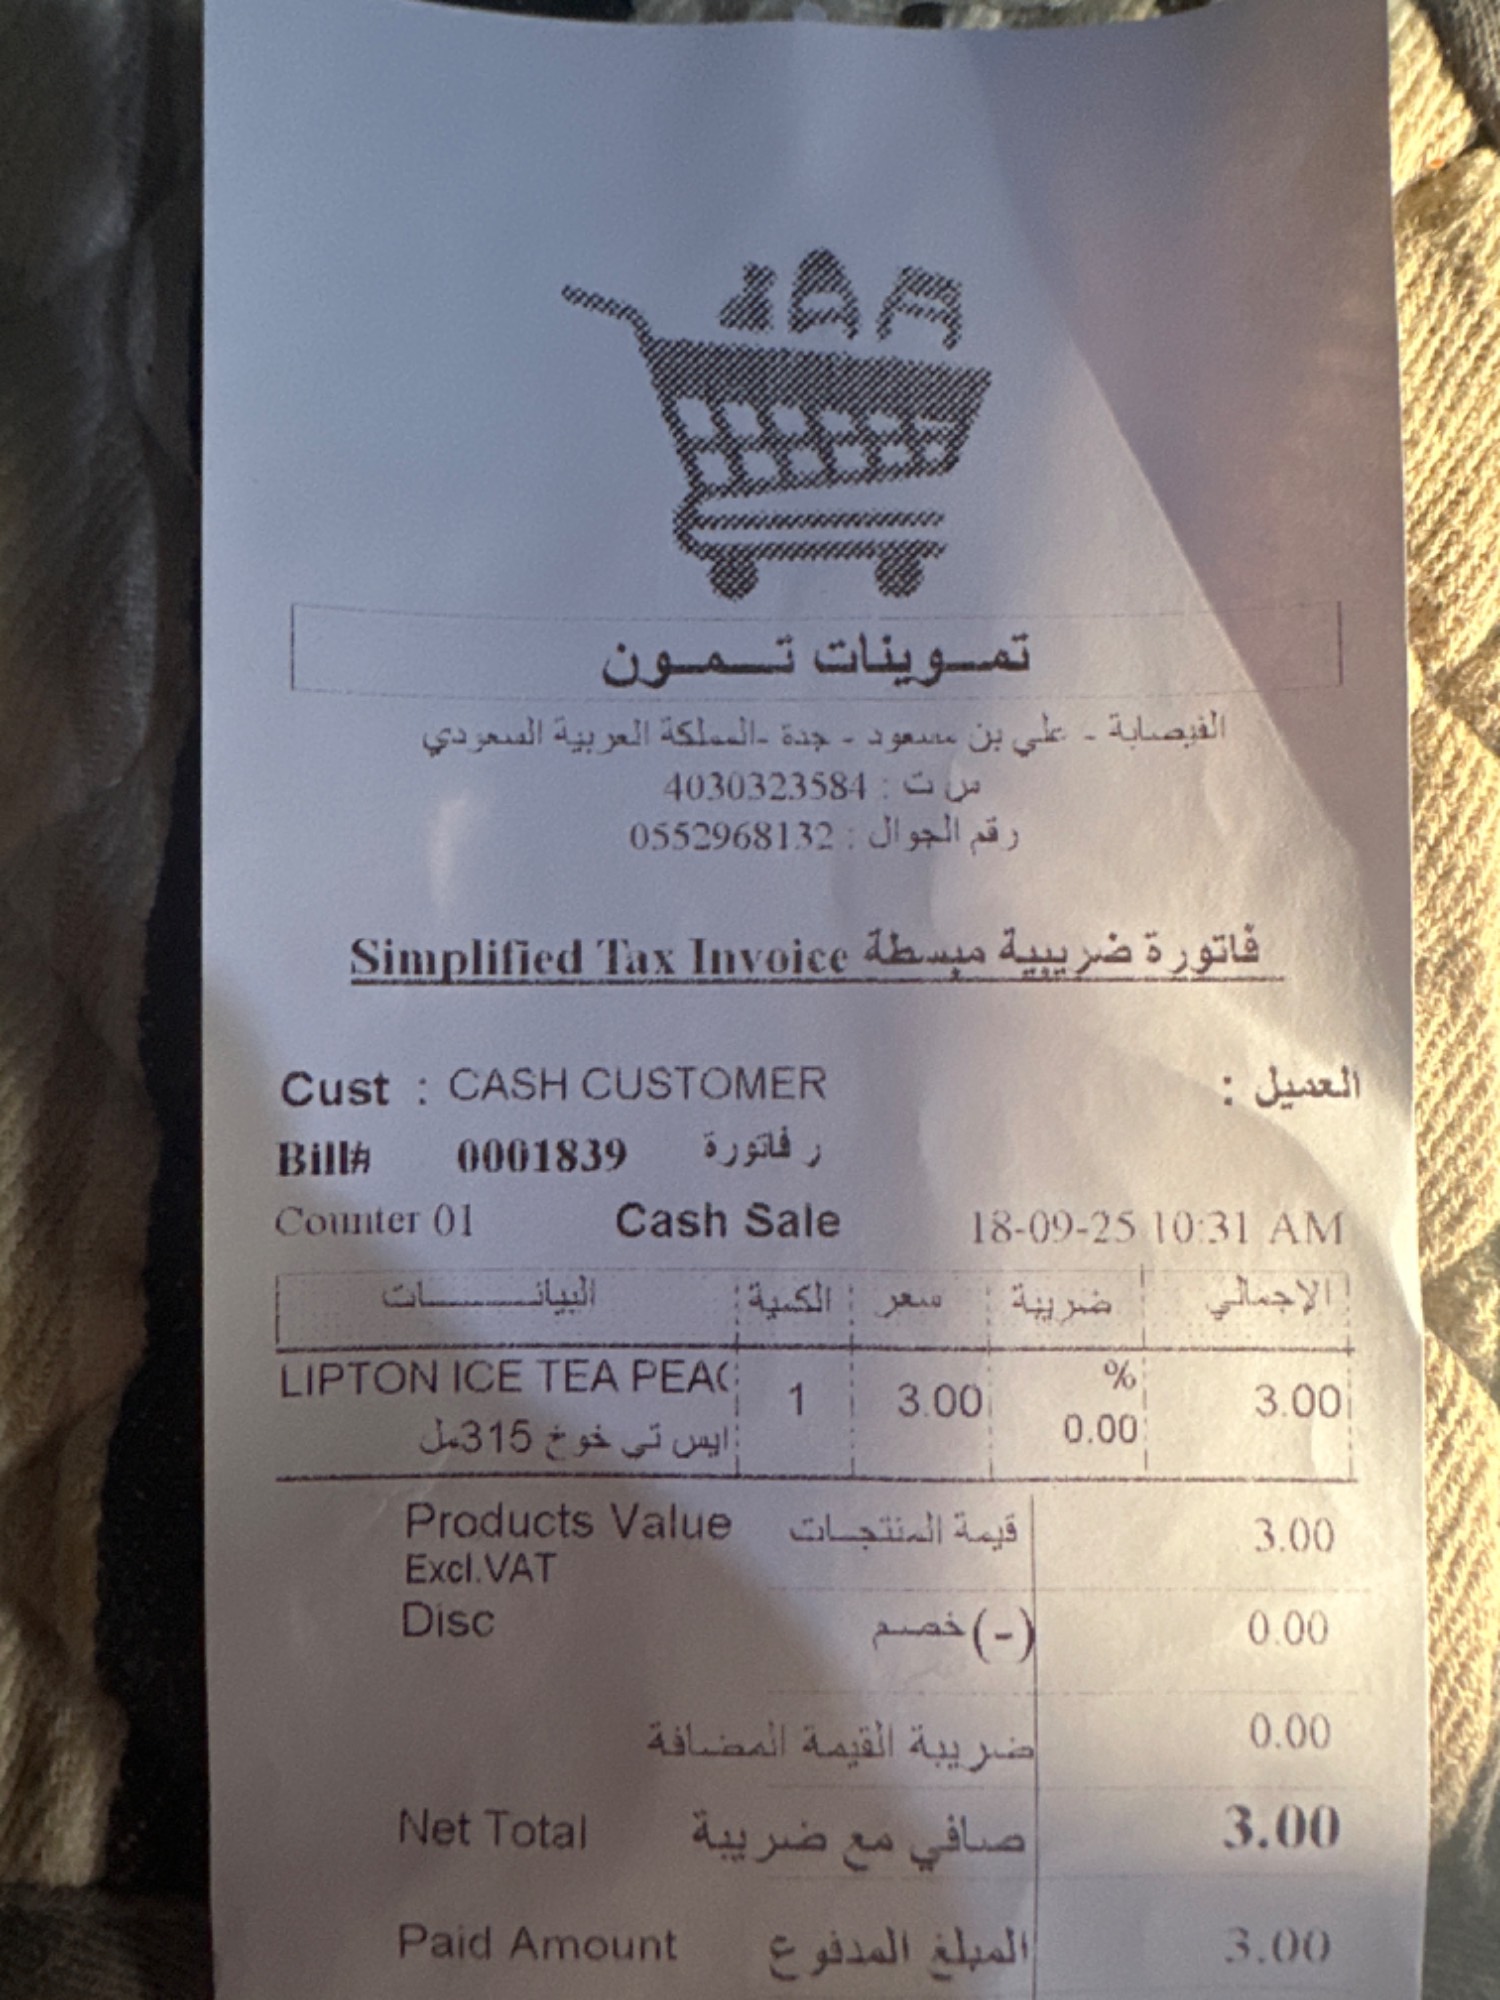 تمـــوينات تـــمـــون
الفيصلية - علي بن مسعود - جدة -المملكة العربية السعودي
س ت : 4030323584
رقم الجوال : 0552968132
Simplified Tax Invoice فاتورة ضريبية مبسطة
Cust : CASH CUSTOMER العميل :
Bill# 0001839 ر فاتورة
Counter 01 Cash Sale 18-09-25 10:31 AM
البيانـــــــات الكمية سعر ضريبة الإجمالي
LIPTON ICE TEA PEAC 1 3.00 % 3.00
ايس تي خوخ 315مل 0.00
Products Value قيمة المنتجـات 3.00
Excl.VAT
Disc (-) خصم 0.00
ضريبة القيمة المضافة 0.00
Net Total صافي مع ضريبة 3.00
Paid Amount المبلغ المدفوع 3.00